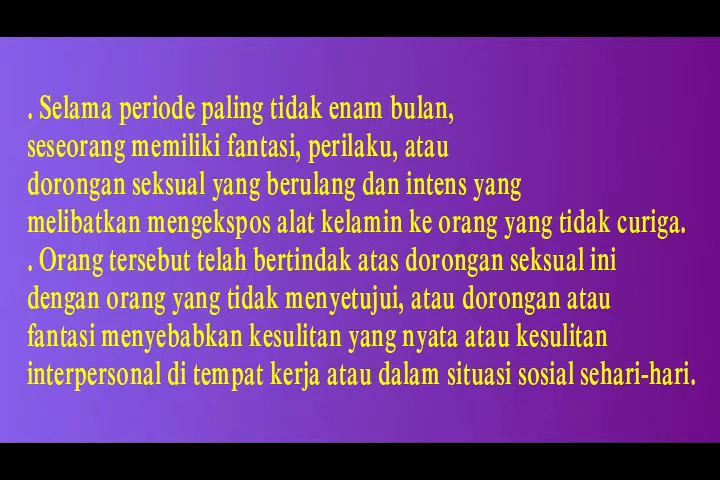 . Selama periode paling tidak enam bulan,
seseorang memiliki fantasi, perilaku, atau
dorongan seksual yang berulang dan intens yang
melibatkan mengekspos alat kelamin ke orang yang tidak curiga.
. Orang tersebut telah bertindak atas dorongan seksual ini
dengan orang yang tidak menyetujui, atau dorongan atau
fantasi menyebabkan kesulitan yang nyata atau kesulitan
interpersonal di tempat kerja atau dalam situasi sosial sehari-hari.